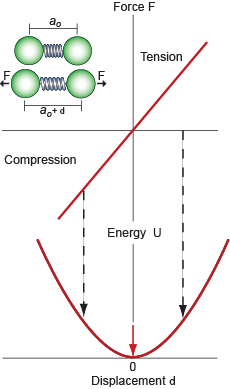 Force F
a₀
Tension
F
F
a₀+ d
Compression
Energy U
0
Displacement d